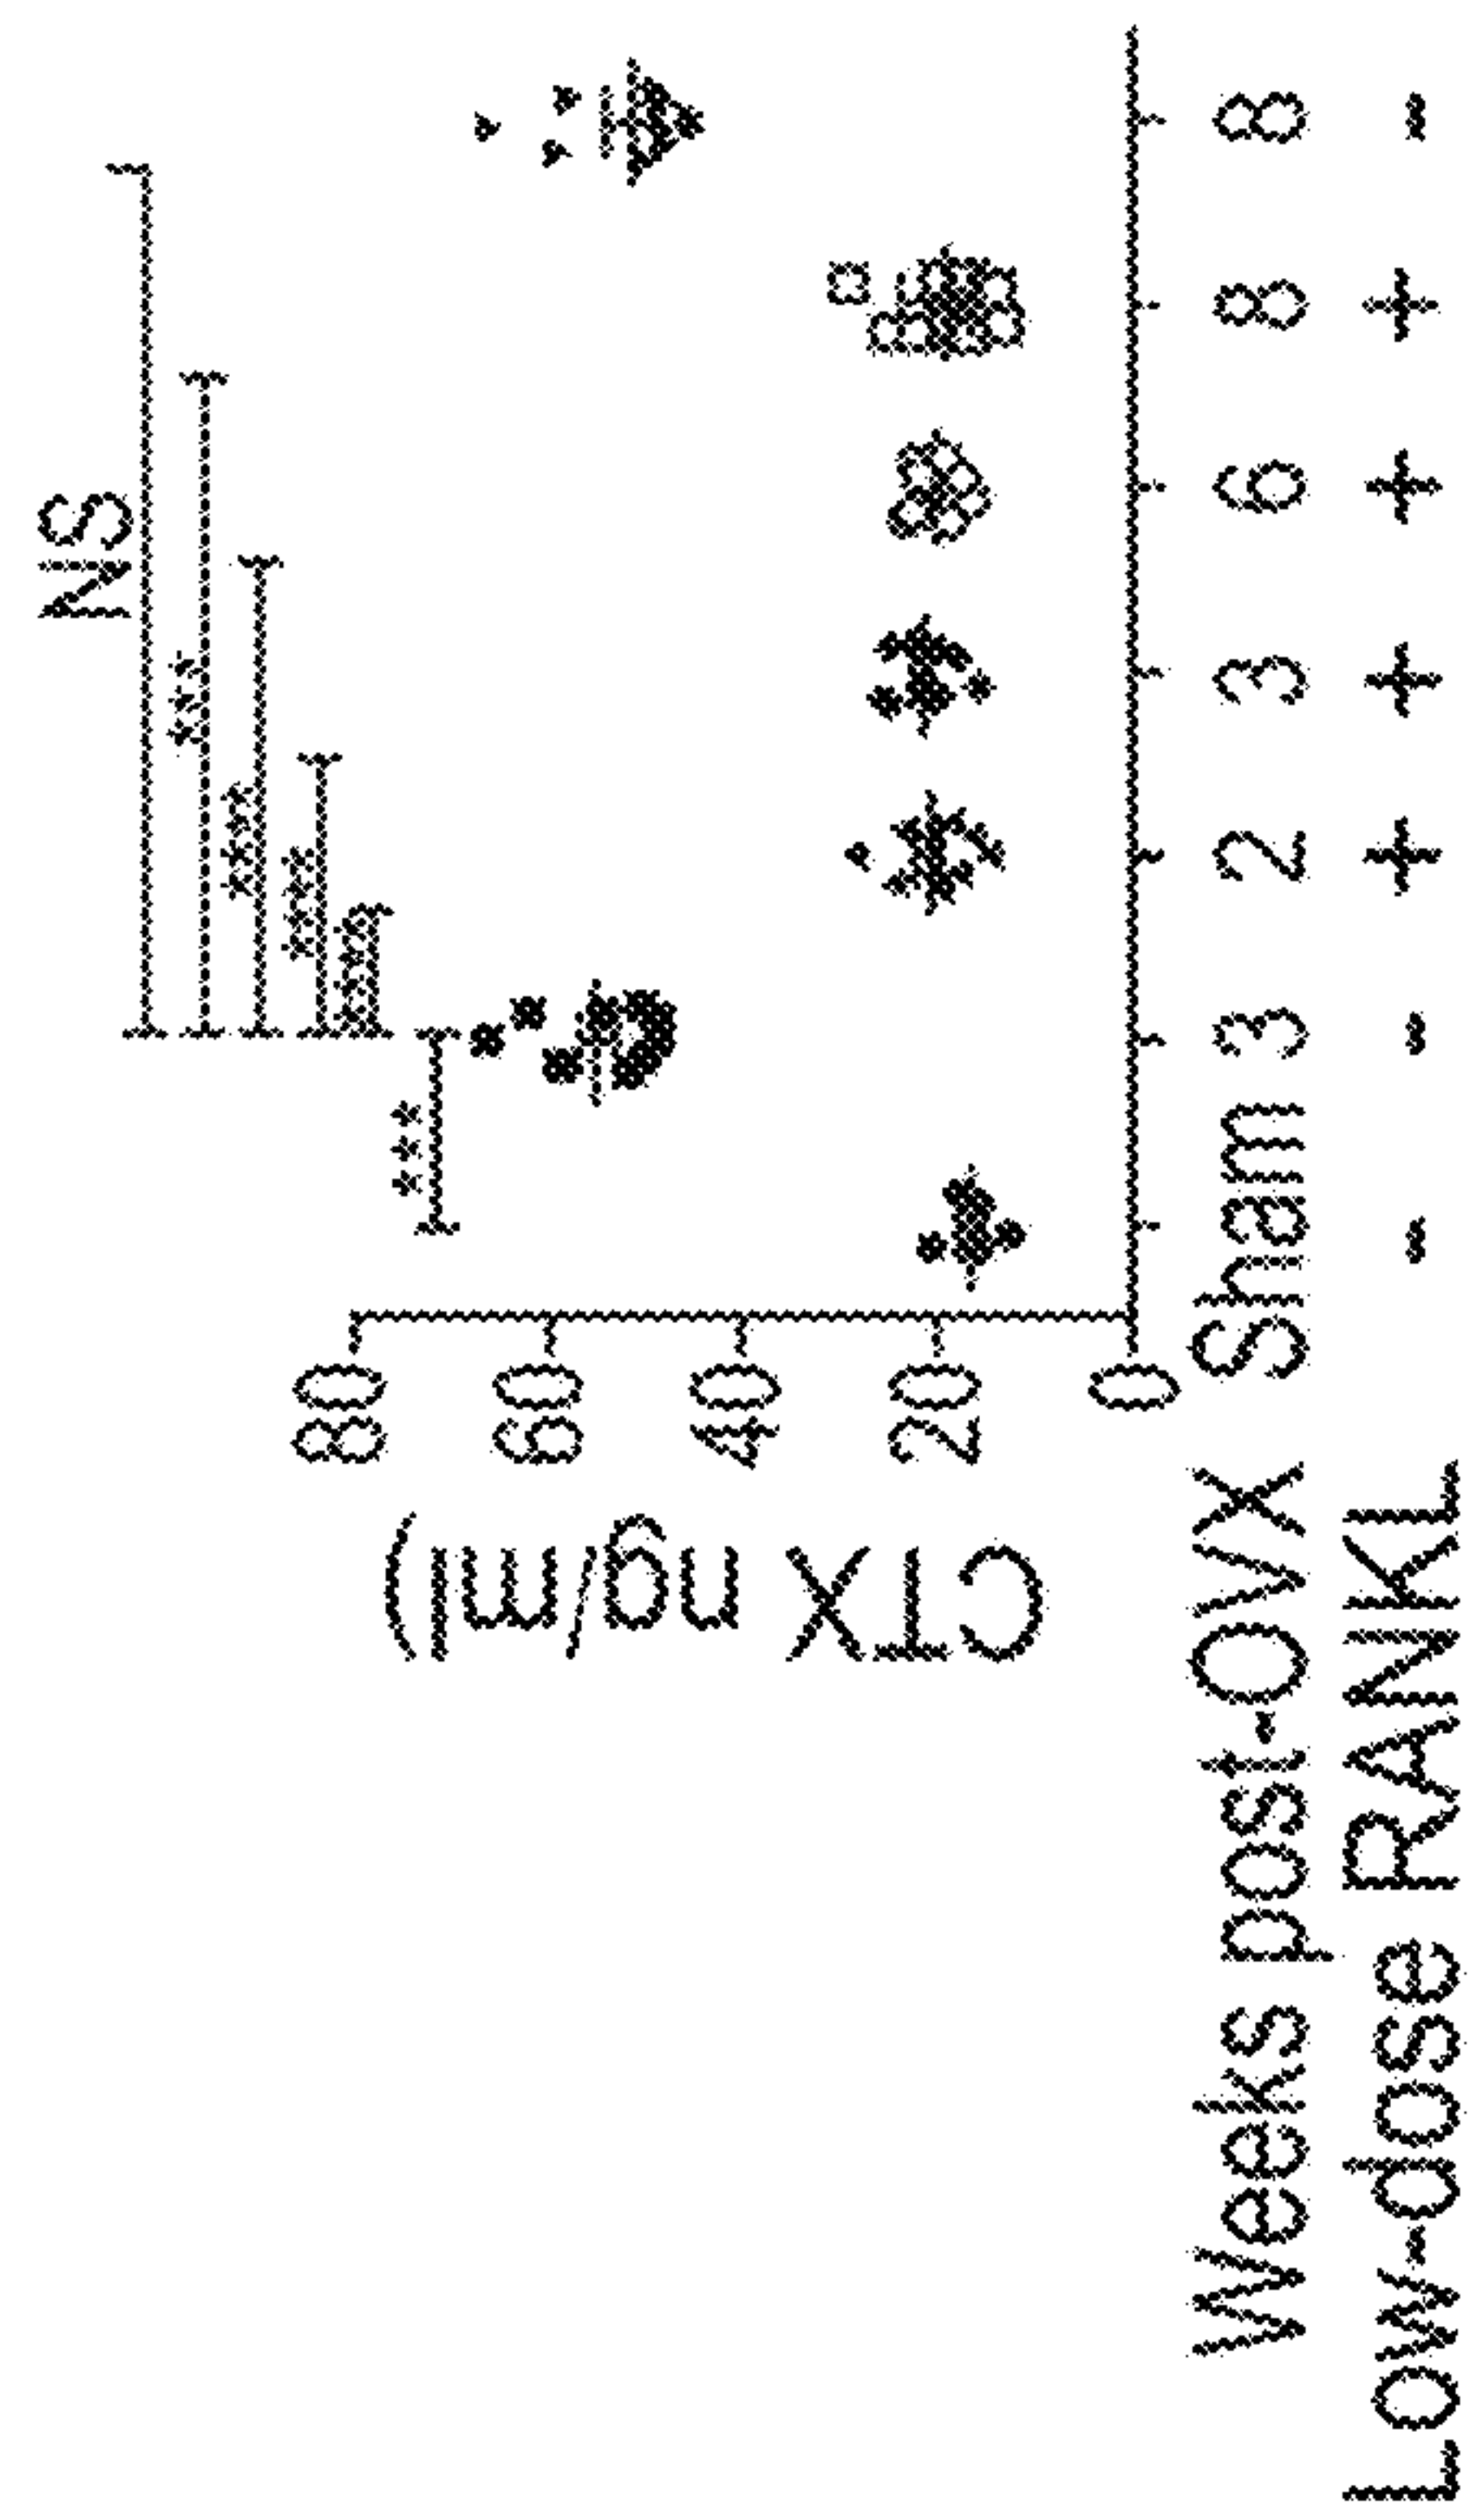 N/S
***
***
***
***
***
CTX ng/ml)
80
60
40
20
0
Weeks post-OVX Sham 3 2 3 6 8 8
Low-dose RANKL - - + + + + -